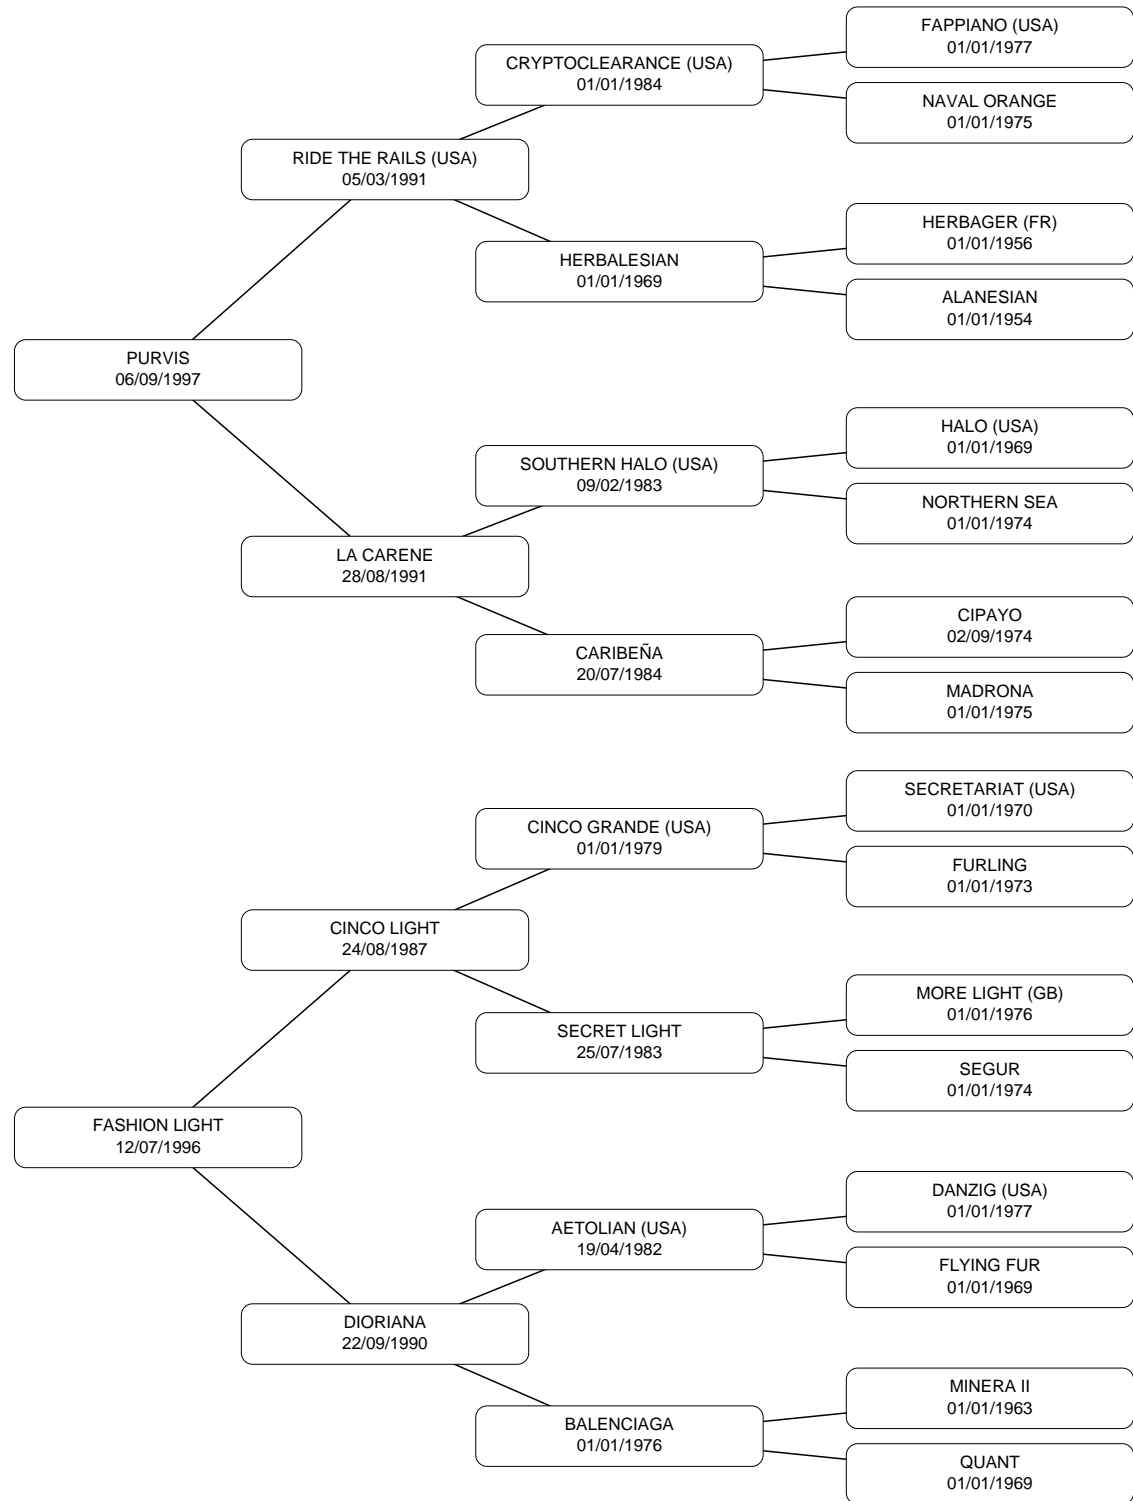 FAPPIANO (USA)
01/01/1977
CRYPTOCLEARANCE (USA)
01/01/1984
NAVAL ORANGE
01/01/1975
RIDE THE RAILS (USA)
05/03/1991
HERBAGER (FR)
01/01/1956
HERBALESIAN
01/01/1969
ALANESIAN
01/01/1954
PURVIS
06/09/1997
HALO (USA)
01/01/1969
SOUTHERN HALO (USA)
09/02/1983
NORTHERN SEA
01/01/1974
LA CARENE
28/08/1991
CIPAYO
02/09/1974
CARIBEÑA
20/07/1984
MADRONA
01/01/1975
SECRETARIAT (USA)
01/01/1970
CINCO GRANDE (USA)
01/01/1979
FURLING
01/01/1973
CINCO LIGHT
24/08/1987
MORE LIGHT (GB)
01/01/1976
SECRET LIGHT
25/07/1983
SEGUR
01/01/1974
FASHION LIGHT
12/07/1996
DANZIG (USA)
01/01/1977
AETOLIAN (USA)
19/04/1982
FLYING FUR
01/01/1969
DIORIANA
22/09/1990
MINERA II
01/01/1963
BALENCIAGA
01/01/1976
QUANT
01/01/1969